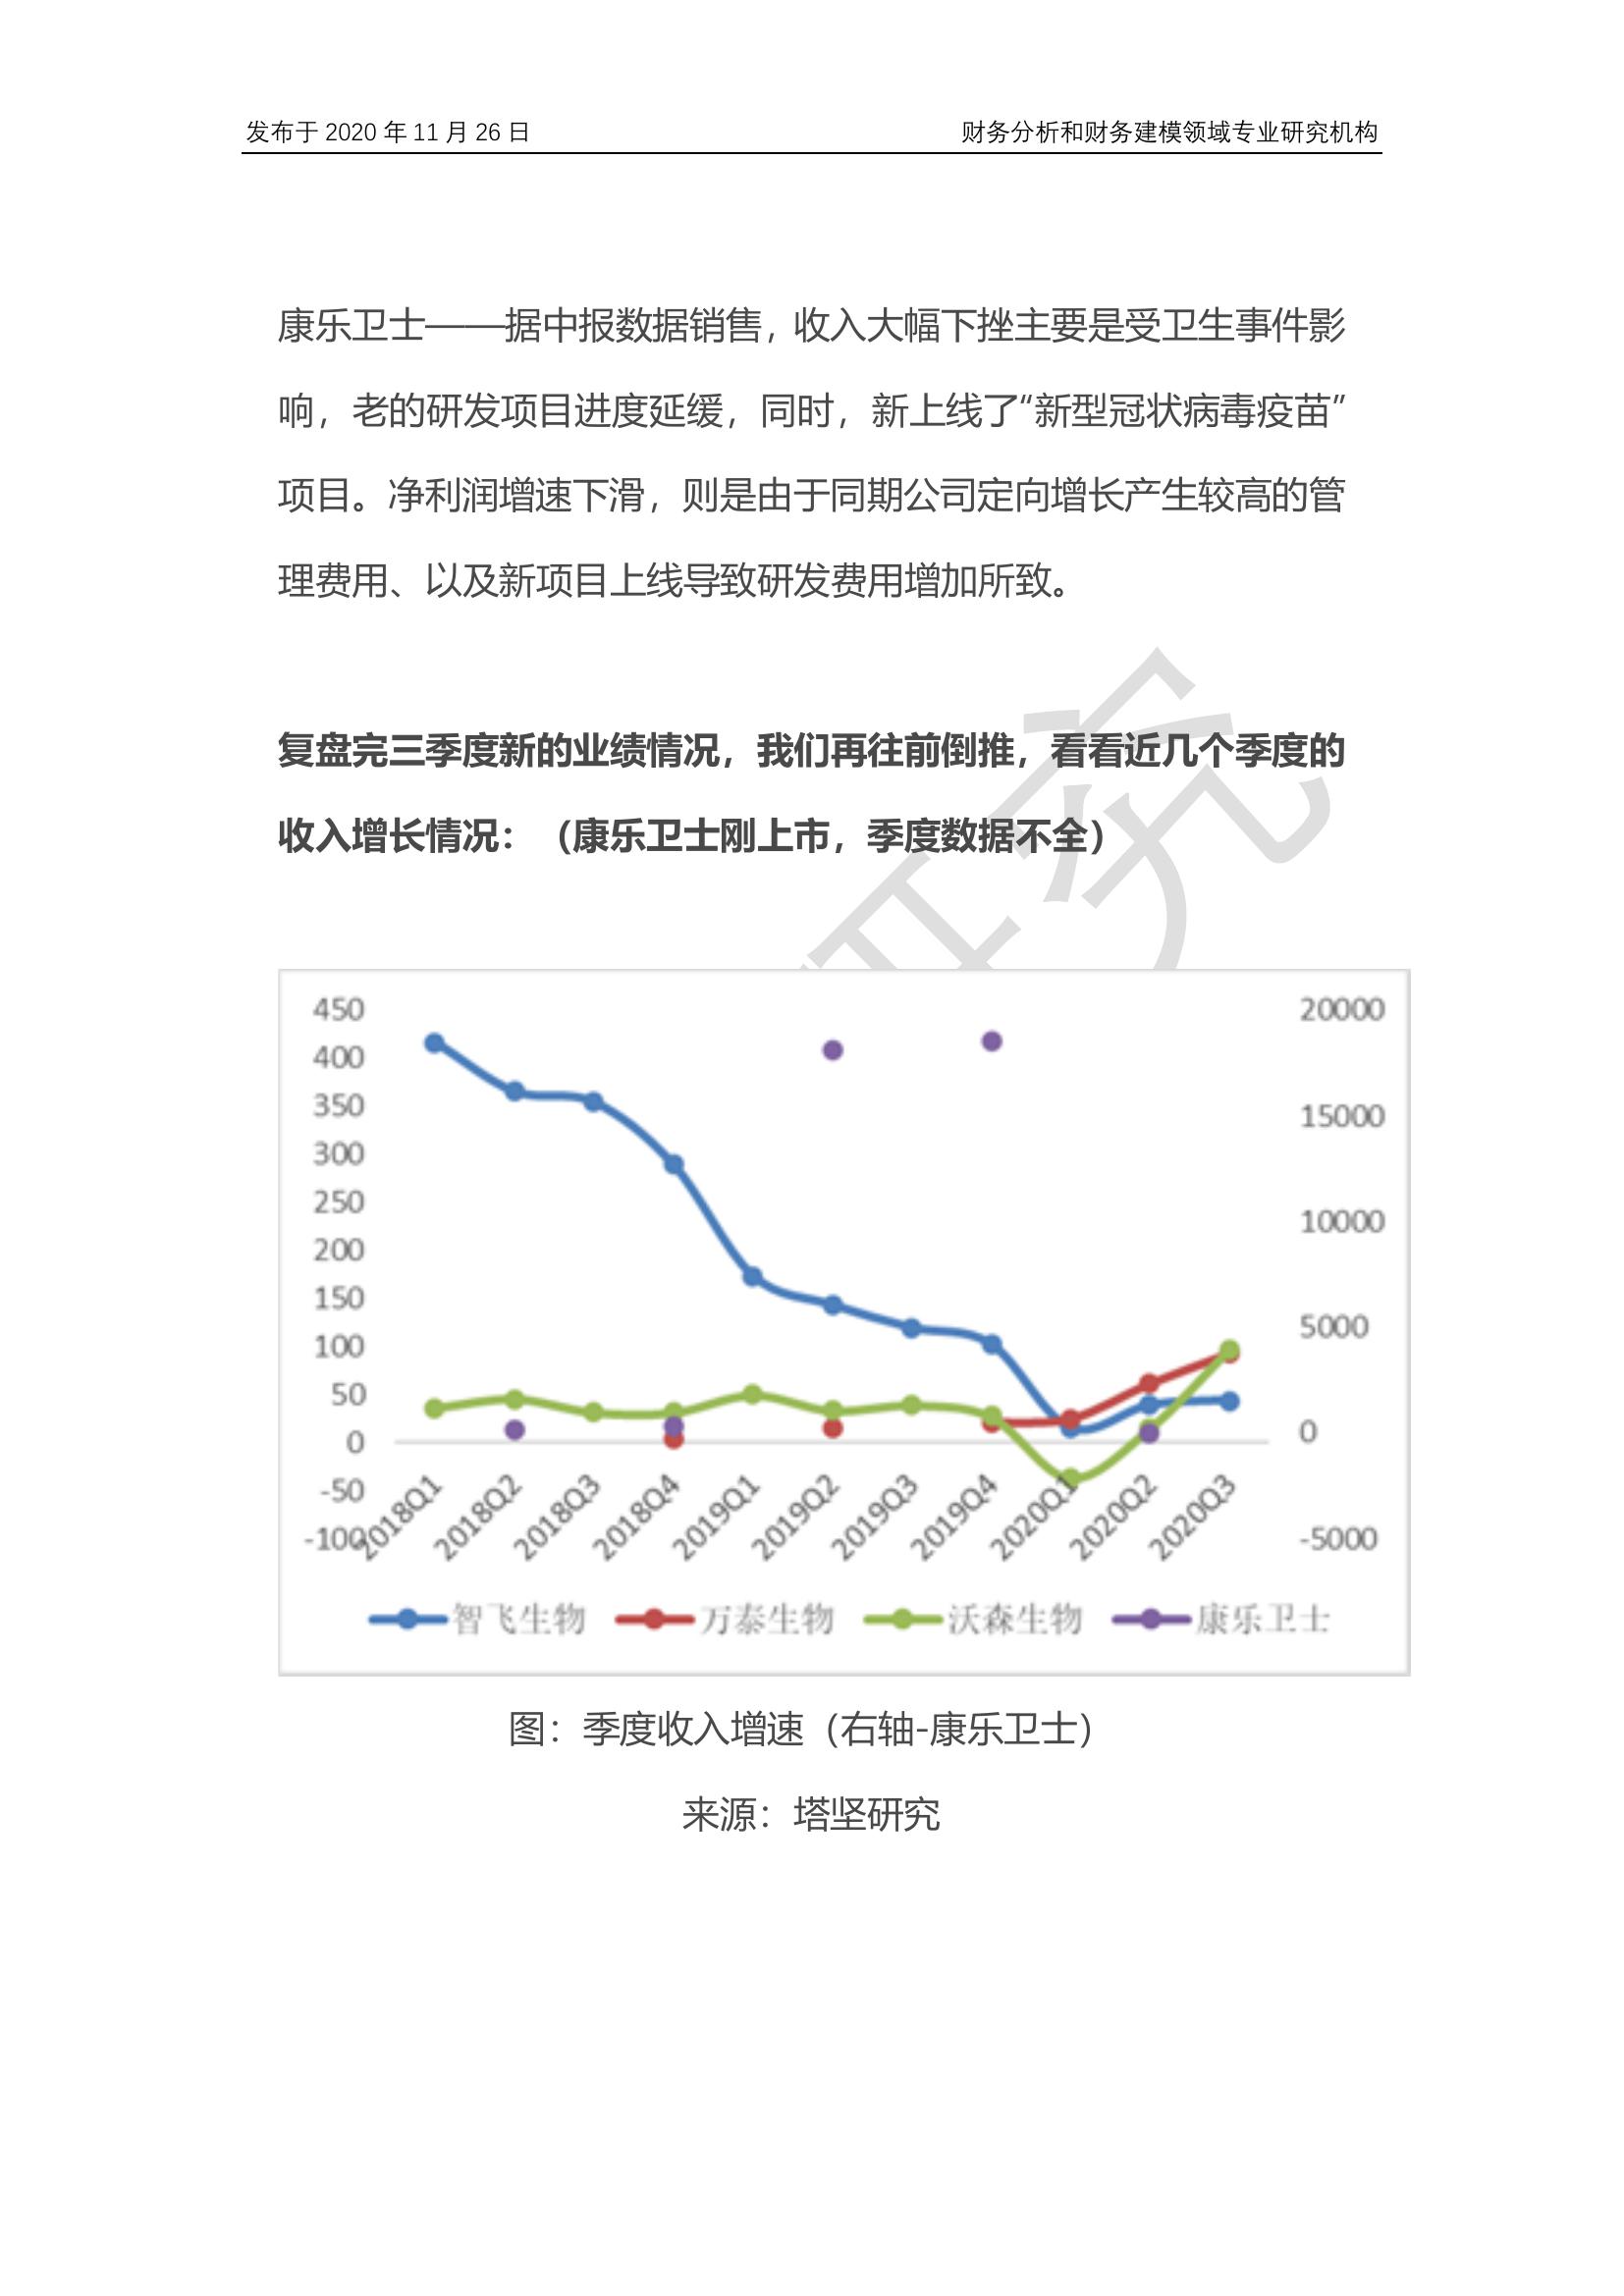 发布于 2020 年 11 月 26 日 财务分析和财务建模领域专业研究机构
康乐卫士——据中报数据销售，收入大幅下挫主要是受卫生事件影
响，老的研发项目进度延缓，同时，新上线了“新型冠状病毒疫苗”
项目。净利润增速下滑，则是由于同期公司定向增长产生较高的管
理费用、以及新项目上线导致研发费用增加所致。
复盘完三季度新的业绩情况，我们再往前倒推，看看近几个季度的
收入增长情况：（康乐卫士刚上市，季度数据不全）
研究
450 20000
400
350 15000
300
250 10000
200
150 5000
100
50
0 0
-50
-100 -5000
2018Q1 2018Q2 2018Q3 2018Q4 2019Q1 2019Q2 2019Q3 2019Q4 2020Q1 2020Q2 2020Q3
智飞生物 万泰生物 沃森生物 康乐卫士
图：季度收入增速（右轴-康乐卫士）
来源：塔坚研究